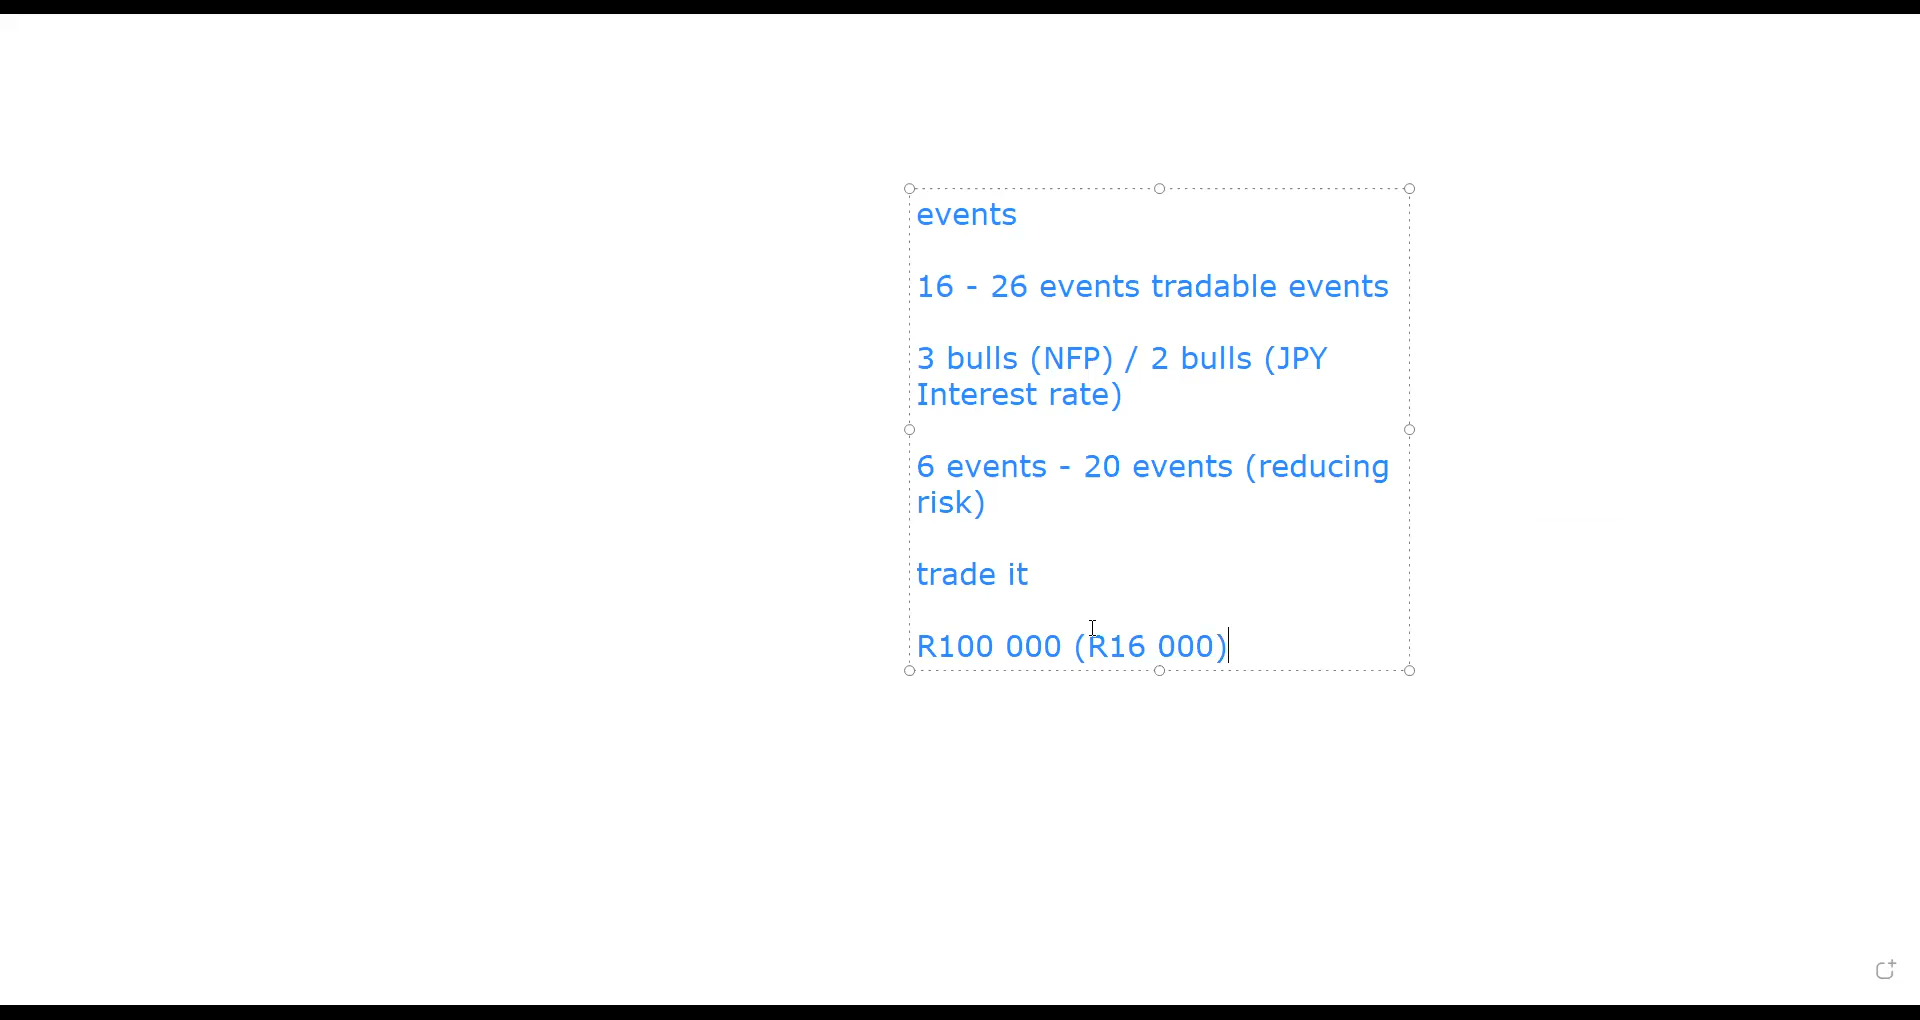 events
16 - 26 events tradable events
3 bulls (NFP) / 2 bulls (JPY
Interest rate)
6 events - 20 events (reducing
risk)
trade it
R100 000 (R16 000)